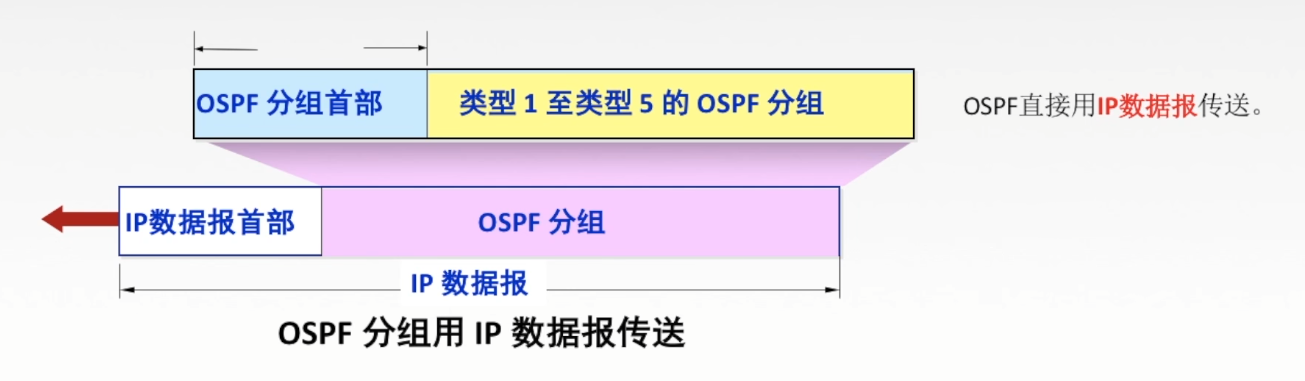 OSPF 分组首部
类型 1 至类型 5 的 OSPF 分组
OSPF直接用IP数据报传送。
IP数据报首部
OSPF 分组
IP 数据报
OSPF 分组用 IP 数据报传送